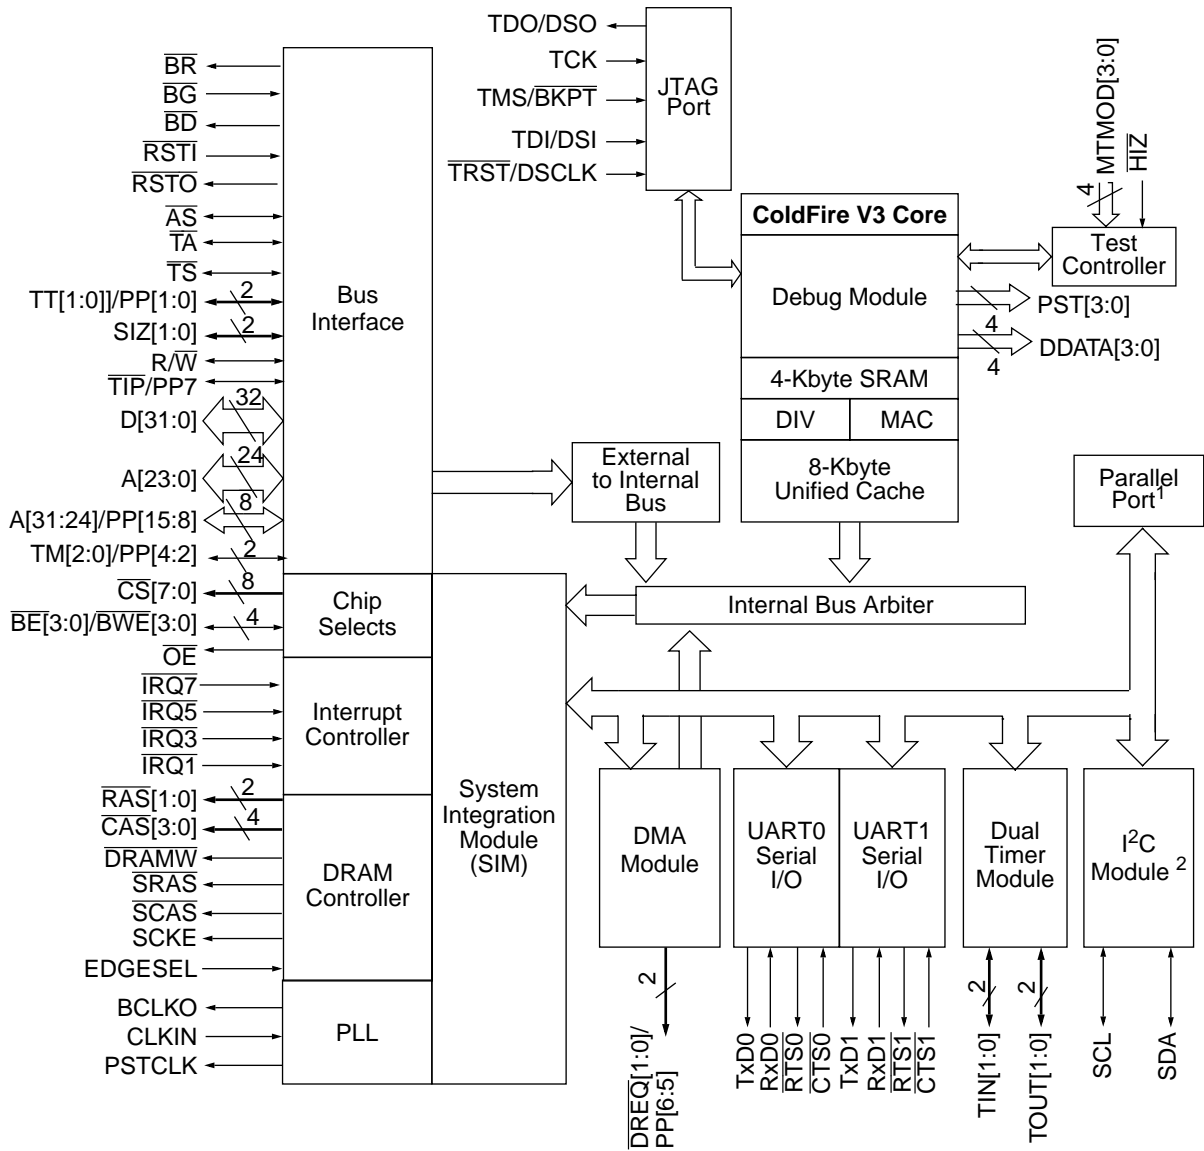 TDO/DSO
TCK
TMS/BKPT
TDI/DSI
TRST/DSCLK
JTAG
Port
MTMOD[3:0]
HIZ
4
Test
Controller
ColdFire V3 Core
Debug Module
4
PST[3:0]
4
DDATA[3:0]
4-Kbyte SRAM
DIV
MAC
8-Kbyte
Unified Cache
BR
BG
BD
RSTI
RSTO
AS
TA
TS
TT[1:0]]/PP[1:0]
2
SIZ[1:0]
2
R/W
TIP/PP7
D[31:0]
32
A[23:0]
24
A[31:24]/PP[15:8]
8
TM[2:0]/PP[4:2]
2
Bus
Interface
External
to Internal
Bus
Parallel
Port1
Internal Bus Arbiter
CS[7:0]
8
BE[3:0]/BWE[3:0]
4
OE
Chip
Selects
IRQ7
IRQ5
IRQ3
IRQ1
Interrupt
Controller
RAS[1:0]
2
CAS[3:0]
4
DRAMW
SRAS
SCAS
SCKE
EDGESEL
DRAM
Controller
BCLKO
CLKIN
PSTCLK
PLL
System
Integration
Module
(SIM)
DMA
Module
UART0
Serial
I/O
UART1
Serial
I/O
Dual
Timer
Module
I2C
Module 2
2
DREQ[1:0]/
PP[6:5]
TxD0
RxD0
RTS0
CTS0
TxD1
RxD1
RTS1
CTS1
2
TIN[1:0]
2
TOUT[1:0]
SCL
SDA